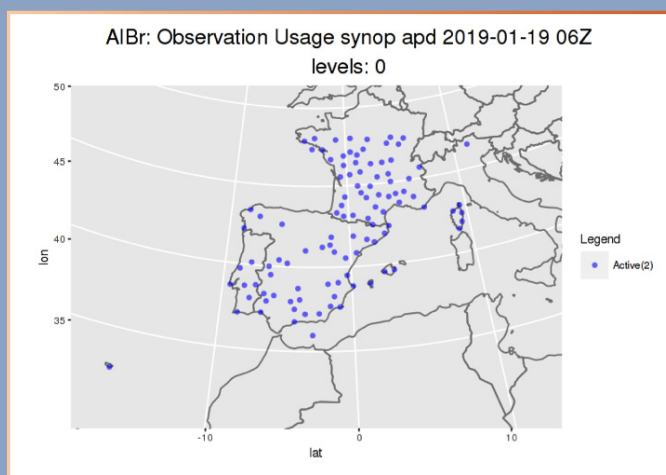 AIBr: Observation Usage synop apd 2019-01-19 06Z
levels: 0
50
45
40
35
lon
-10
0
10
lat
Legend
Active(2)